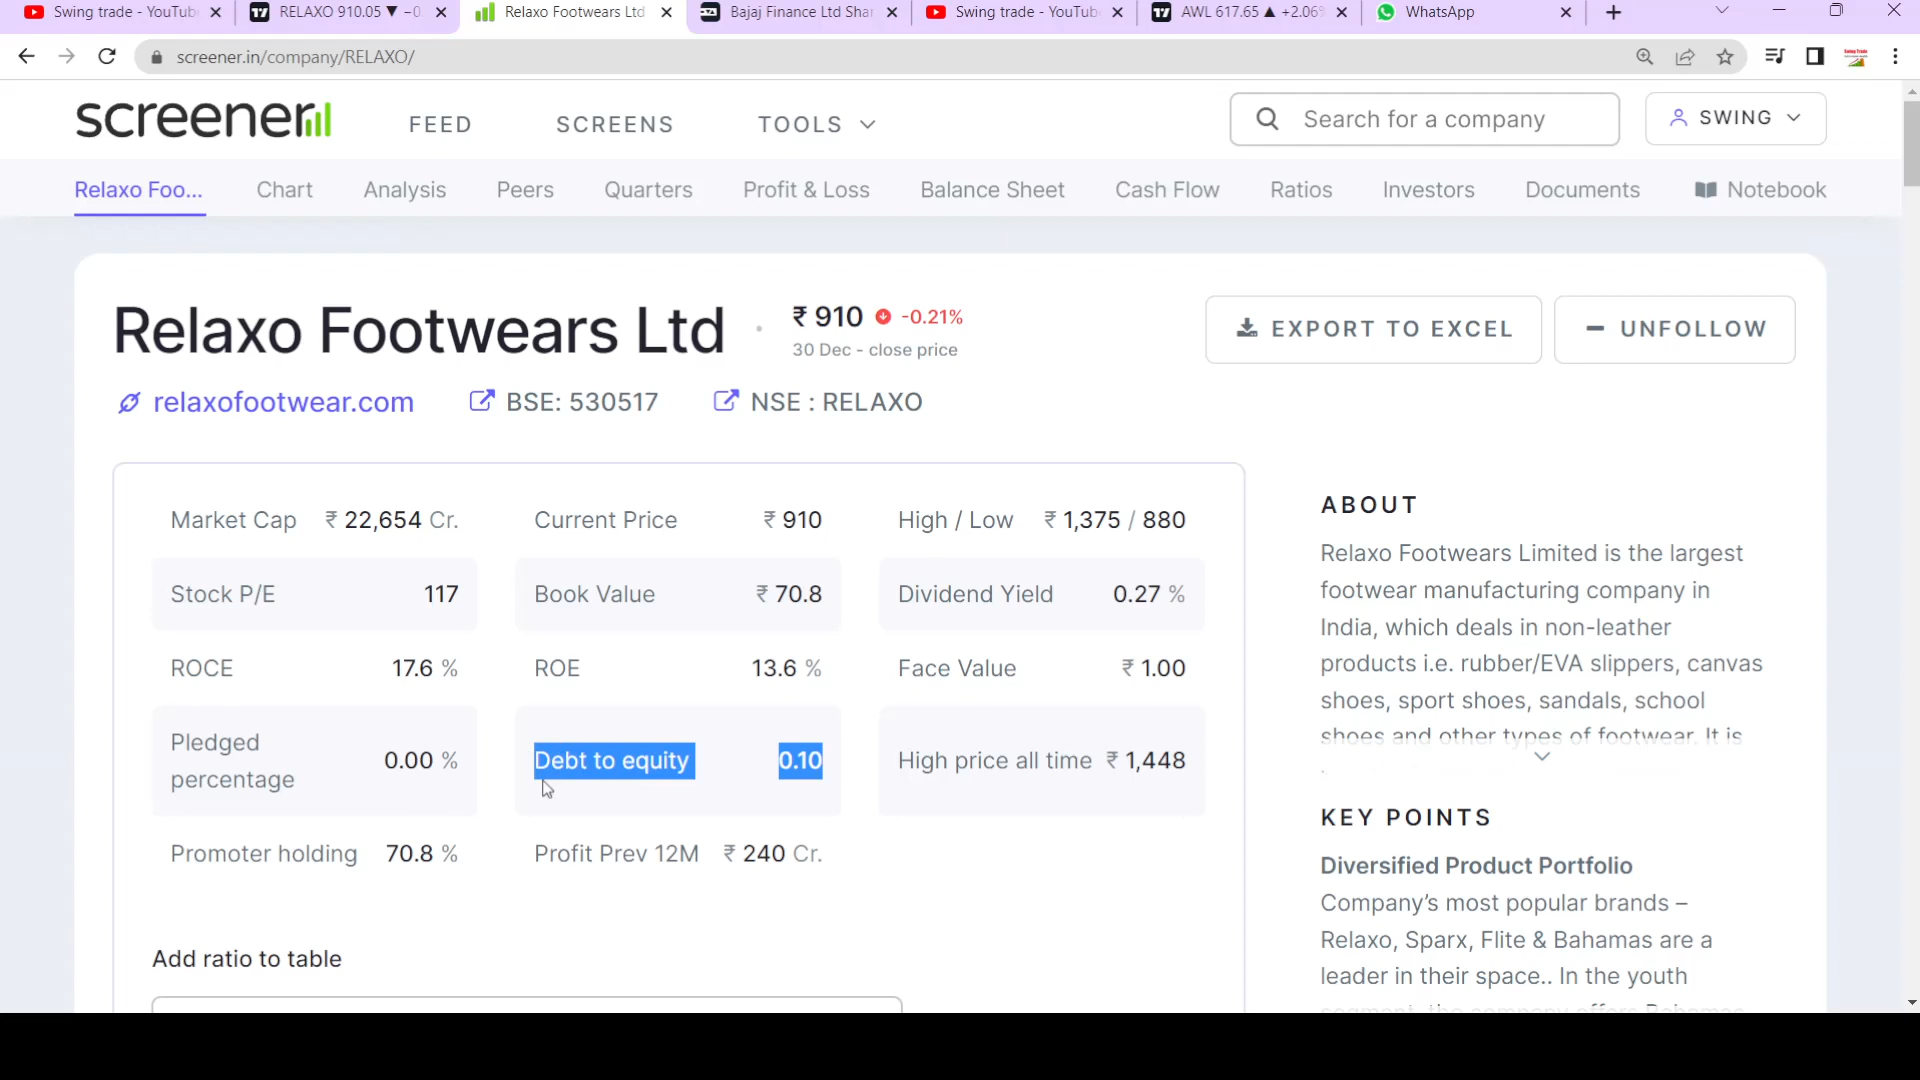 Swing trade - YouTub
RELAXO 910.05 ▼ −0.
Relaxo Footwears Ltd
Bajaj Finance Ltd Shar
Swing trade - YouTub
AWL 617.65 ▲ +2.06%
WhatsApp
screener.in/company/RELAXO/
screener
FEED
SCREENS
TOOLS
Search for a company
SWING
Relaxo Foo...
Chart
Analysis
Peers
Quarters
Profit & Loss
Balance Sheet
Cash Flow
Ratios
Investors
Documents
Notebook
Relaxo Footwears Ltd
₹ 910 -0.21%
30 Dec - close price
EXPORT TO EXCEL
UNFOLLOW
relaxofootwear.com
BSE: 530517
NSE : RELAXO
Market Cap ₹ 22,654 Cr.
Current Price ₹ 910
High / Low ₹ 1,375 / 880
Stock P/E 117
Book Value ₹ 70.8
Dividend Yield 0.27 %
ROCE 17.6 %
ROE 13.6 %
Face Value ₹ 1.00
Pledged
percentage 0.00 %
Debt to equity 0.10
High price all time ₹ 1,448
Promoter holding 70.8 %
Profit Prev 12M ₹ 240 Cr.
Add ratio to table
ABOUT
Relaxo Footwears Limited is the largest
footwear manufacturing company in
India, which deals in non-leather
products i.e. rubber/EVA slippers, canvas
shoes, sport shoes, sandals, school
shoes and other types of footwear. It is
KEY POINTS
Diversified Product Portfolio
Company's most popular brands –
Relaxo, Sparx, Flite & Bahamas are a
leader in their space.. In the youth